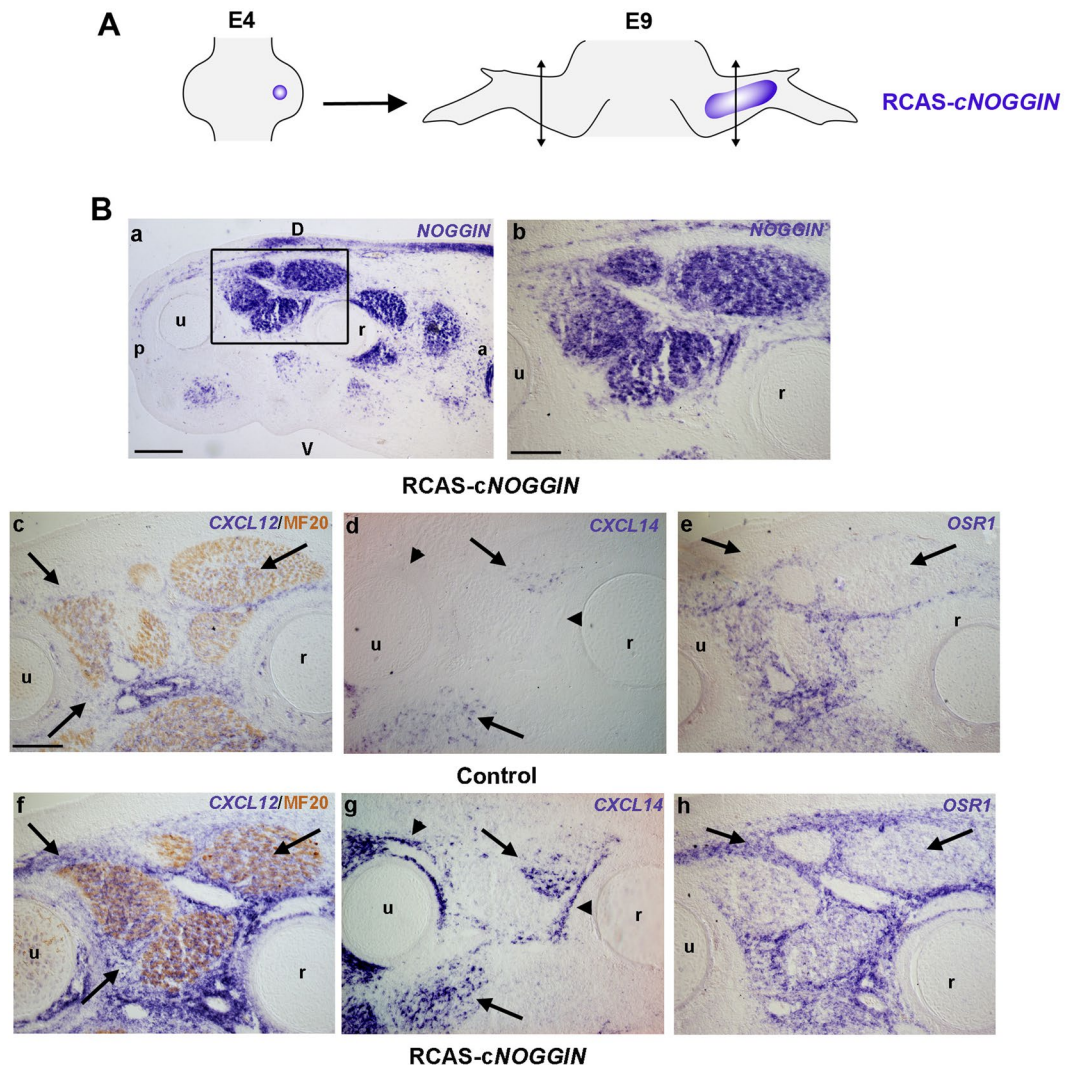 A
E4
E9
RCAS-cNOGGIN
B
a
D
NOGGIN
u
r
p
a
V
b
NOGGIN
u
r
RCAS-cNOGGIN
c
CXCL12/MF20
u
r
d
CXCL14
u
r
e
OSR1
u
r
Control
f
CXCL12/MF20
u
r
g
CXCL14
u
r
h
OSR1
u
r
RCAS-cNOGGIN